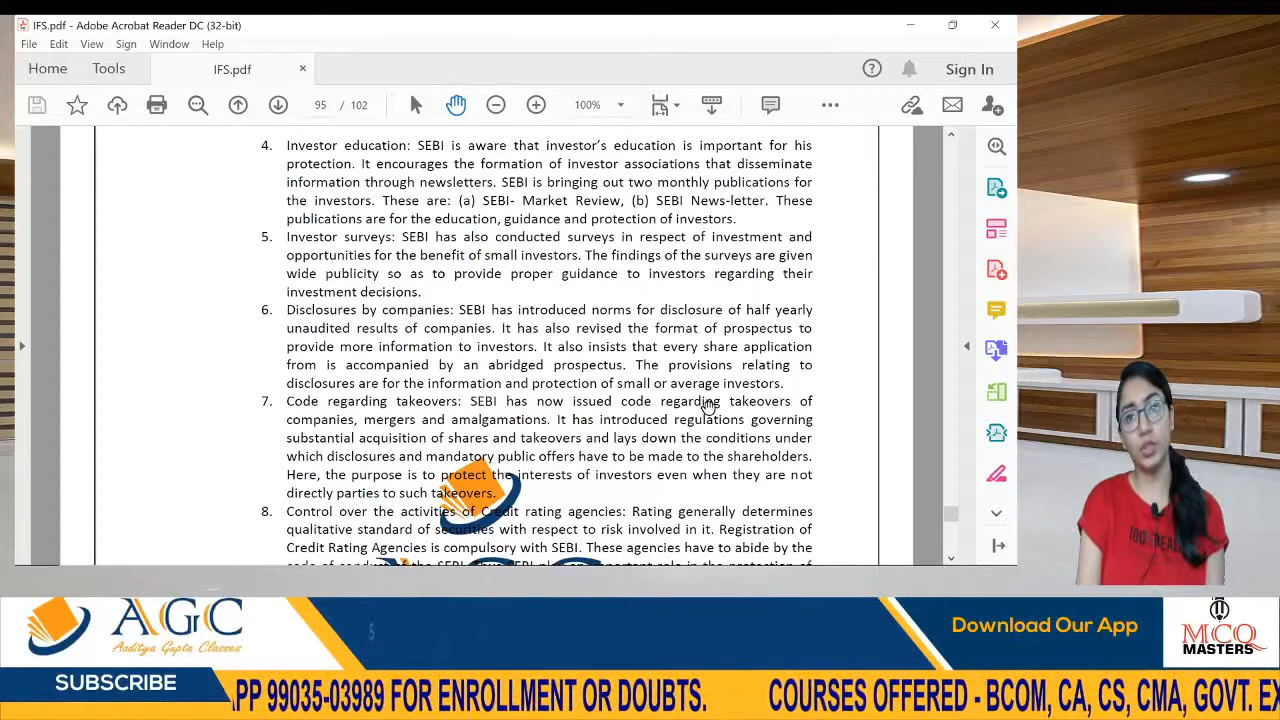 IFS.pdf - Adobe Acrobat Reader DC (32-bit)
File Edit View Sign Window Help
Home Tools IFS.pdf × Sign In
95 / 102 100%
4. Investor education: SEBI is aware that investor's education is important for his
protection. It encourages the formation of investor associations that disseminate
information through newsletters. SEBI is bringing out two monthly publications for
the investors. These are: (a) SEBI- Market Review, (b) SEBI News-letter. These
publications are for the education, guidance and protection of investors.
5. Investor surveys: SEBI has also conducted surveys in respect of investment and
opportunities for the benefit of small investors. The findings of the surveys are given
wide publicity so as to provide proper guidance to investors regarding their
investment decisions.
6. Disclosures by companies: SEBI has introduced norms for disclosure of half yearly
unaudited results of companies. It has also revised the format of prospectus to
provide more information to investors. It also insists that every share application
from is accompanied by an abridged prospectus. The provisions relating to
disclosures are for the information and protection of small or average investors.
7. Code regarding takeovers: SEBI has now issued code regarding takeovers of
companies, mergers and amalgamations. It has introduced regulations governing
substantial acquisition of shares and takeovers and lays down the conditions under
which disclosures and mandatory public offers have to be made to the shareholders.
Here, the purpose is to protect the interests of investors even when they are not
directly parties to such takeovers.
8. Control over the activities of Credit rating agencies: Rating generally determines
qualitative standard of securities with respect to risk involved in it. Registration of
Credit Rating Agencies is compulsory with SEBI. These agencies have to abide by the
AGC
Aaditya Gupta Classes
5
Download Our App
MCQ
MASTERS
SUBSCRIBE
PP 99035-03989 FOR ENROLLMENT OR DOUBTS. COURSES OFFERED - BCOM, CA, CS, CMA, GOVT. EX